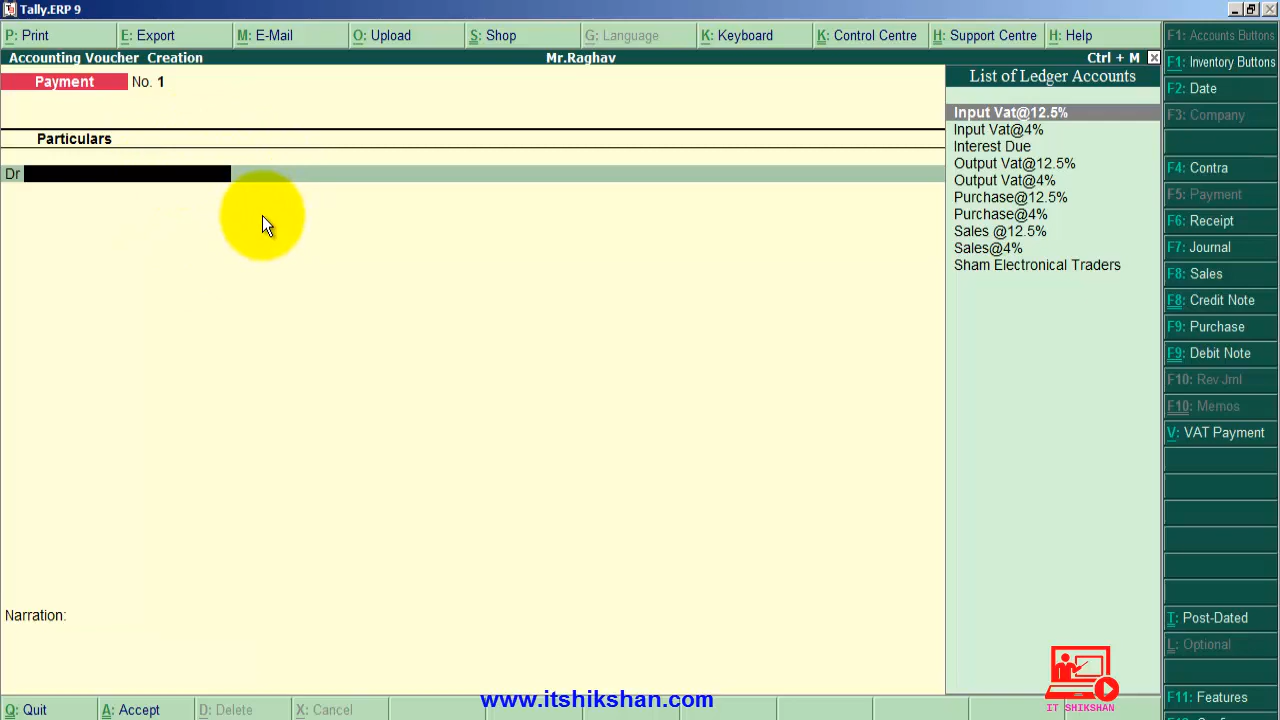 Tally.ERP 9
P: Print
E: Export
M: E-Mail
O: Upload
S: Shop
G: Language
K: Keyboard
K: Control Centre
H: Support Centre
H: Help
Accounting Voucher Creation
Mr.Raghav
Ctrl + M
Payment No. 1
Particulars
Dr
Narration:
List of Ledger Accounts
Input Vat@12.5%
Input Vat@4%
Interest Due
Output Vat@12.5%
Output Vat@4%
Purchase@12.5%
Purchase@4%
Sales @12.5%
Sales@4%
Sham Electronical Traders
F1: Accounts Buttons
F1: Inventory Buttons
F2: Date
F3: Company
F4: Contra
F5: Payment
F6: Receipt
F7: Journal
F8: Sales
F8: Credit Note
F9: Purchase
F9: Debit Note
F10: Rev Jrnl
F10: Memos
V: VAT Payment
T: Post-Dated
L: Optional
F11: Features
IT SHIKSHAN
Q: Quit
A: Accept
D: Delete
X: Cancel
www.itshikshan.com